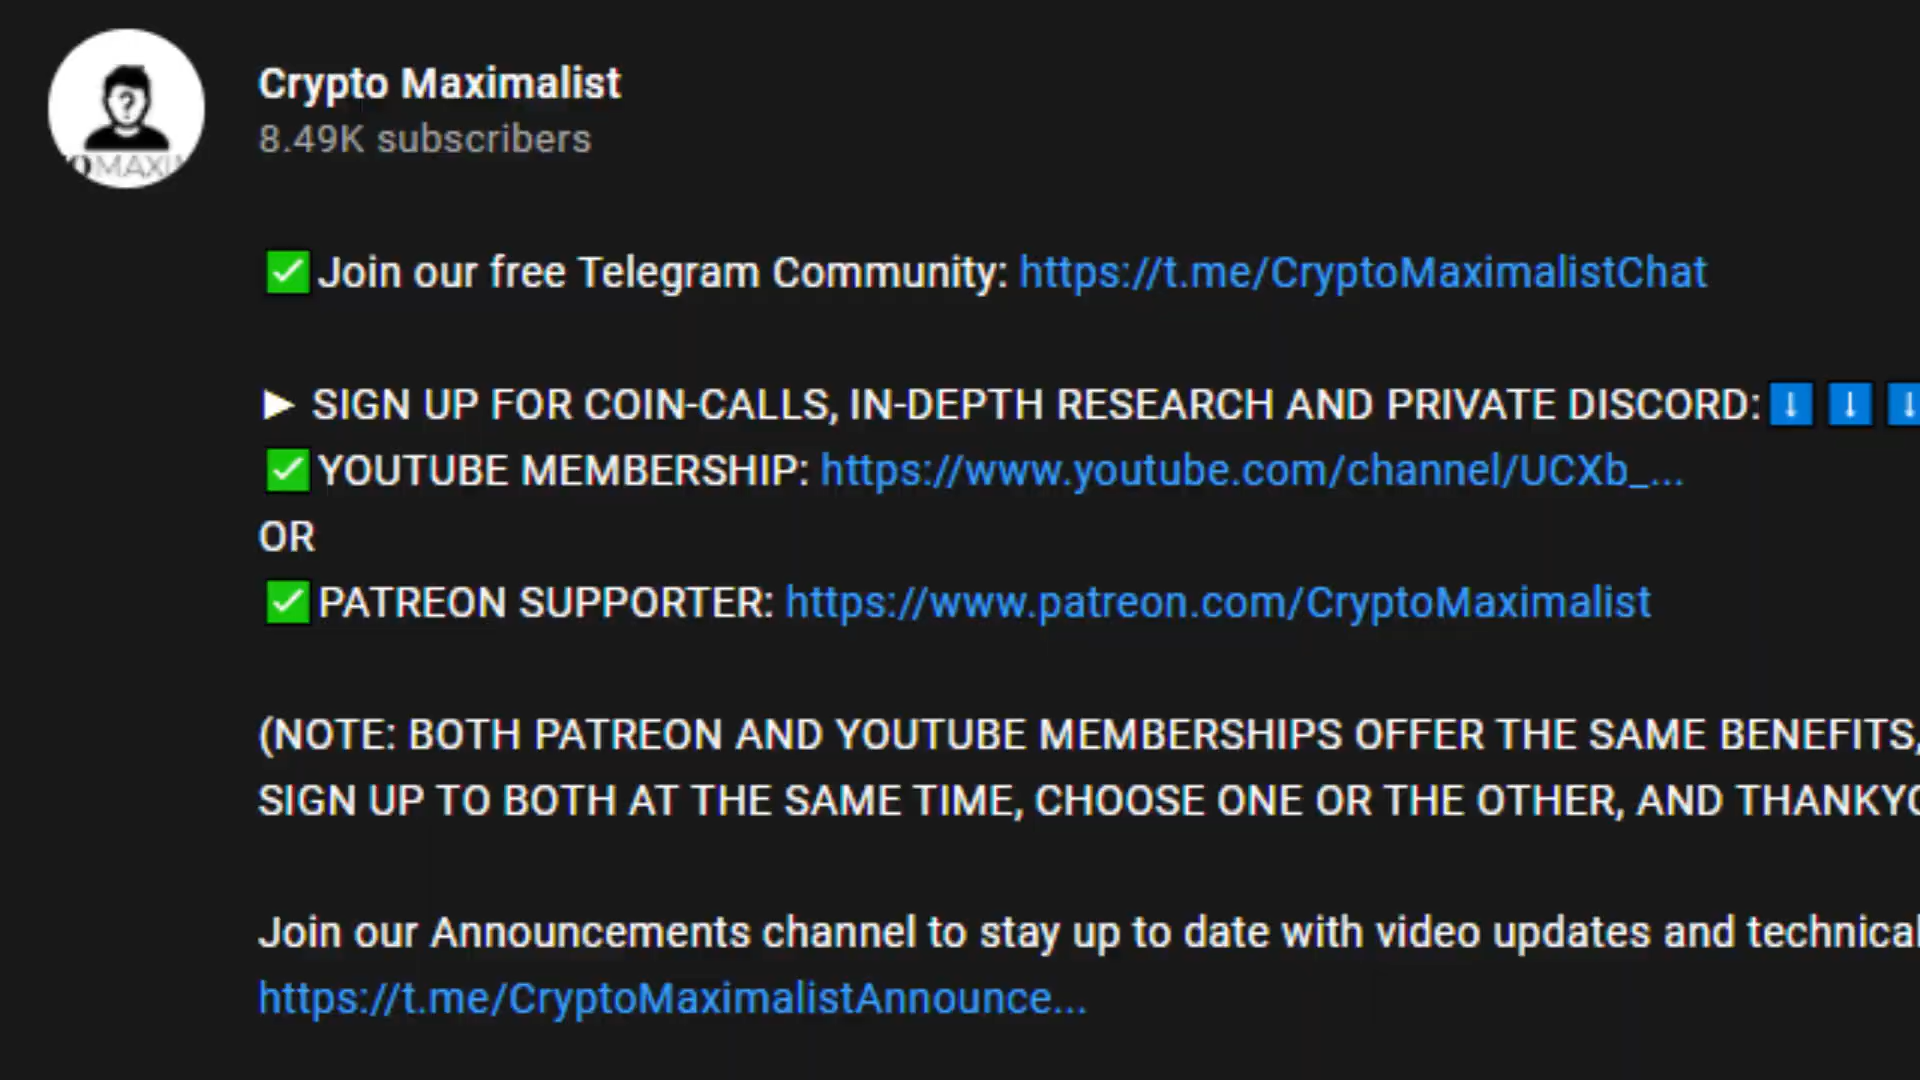 Crypto Maximalist
8.49K subscribers
?
OMAXI
✅Join our free Telegram Community: https://t.me/CryptoMaximalistChat
► SIGN UP FOR COIN-CALLS, IN-DEPTH RESEARCH AND PRIVATE DISCORD:⬇️⬇️⬇️
✅YOUTUBE MEMBERSHIP: https://www.youtube.com/channel/UCXb_...
OR
✅PATREON SUPPORTER: https://www.patreon.com/CryptoMaximalist
(NOTE: BOTH PATREON AND YOUTUBE MEMBERSHIPS OFFER THE SAME BENEFITS,
SIGN UP TO BOTH AT THE SAME TIME, CHOOSE ONE OR THE OTHER, AND THANKYO
Join our Announcements channel to stay up to date with video updates and technical
https://t.me/CryptoMaximalistAnnounce...